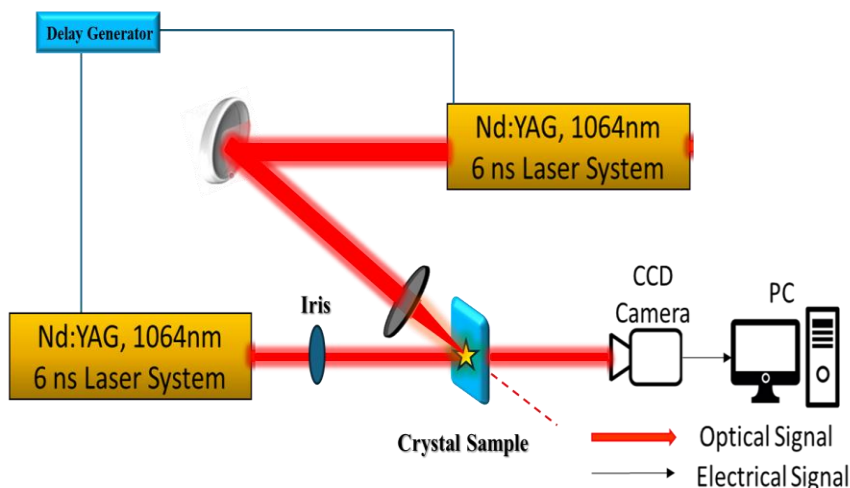 Delay Generator
Nd:YAG, 1064nm
6 ns Laser System
Iris
CCD
Camera
PC
Nd:YAG, 1064nm
6 ns Laser System
Crystal Sample
Optical Signal
Electrical Signal